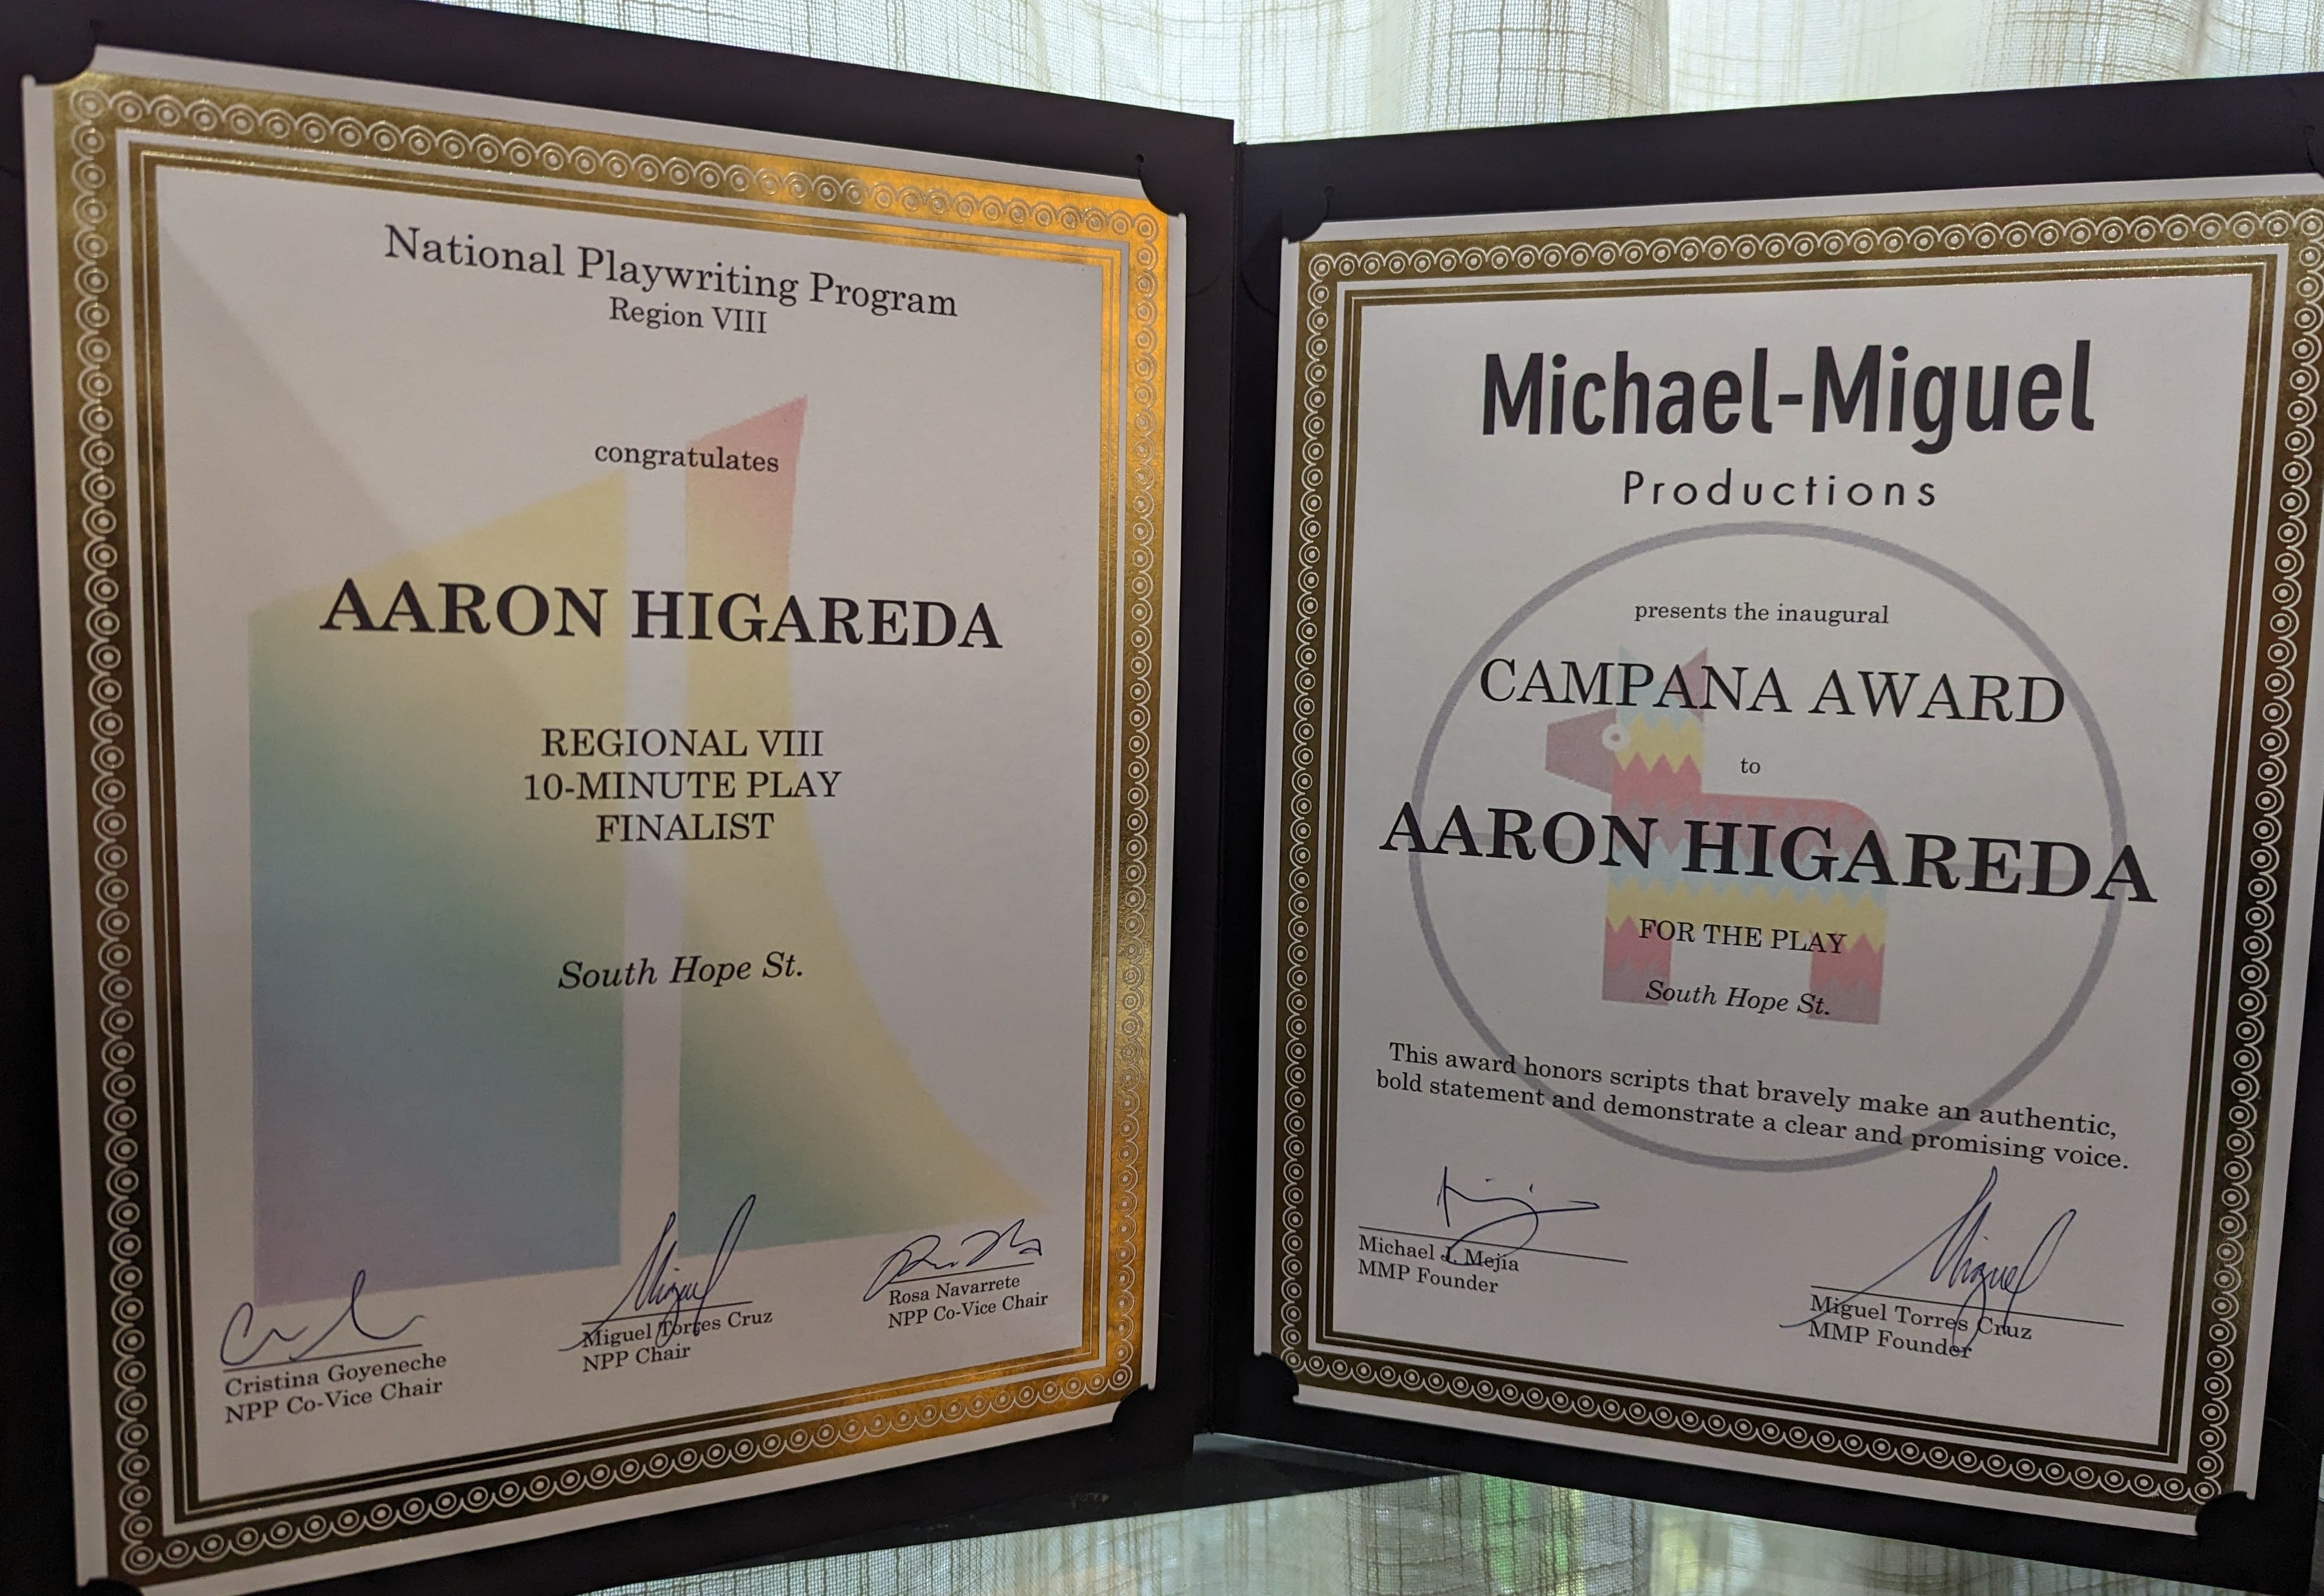 National Playwriting Program
Region VIII
congratulates
AARON HIGAREDA
REGIONAL VIII
10-MINUTE PLAY
FINALIST
South Hope St.
Cristina Goyeneche
NPP Co-Vice Chair
Miguel
Miguel Torres Cruz
NPP Chair
Rosa Navarrete
NPP Co-Vice Chair
Michael-Miguel
Productions
presents the inaugural
CAMPANA AWARD
to
AARON HIGAREDA
FOR THE PLAY
South Hope St.
This award honors scripts that bravely make an authentic,
bold statement and demonstrate a clear and promising voice.
Michael J. Mejia
MMP Founder
Miguel
Miguel Torres Cruz
MMP Founder